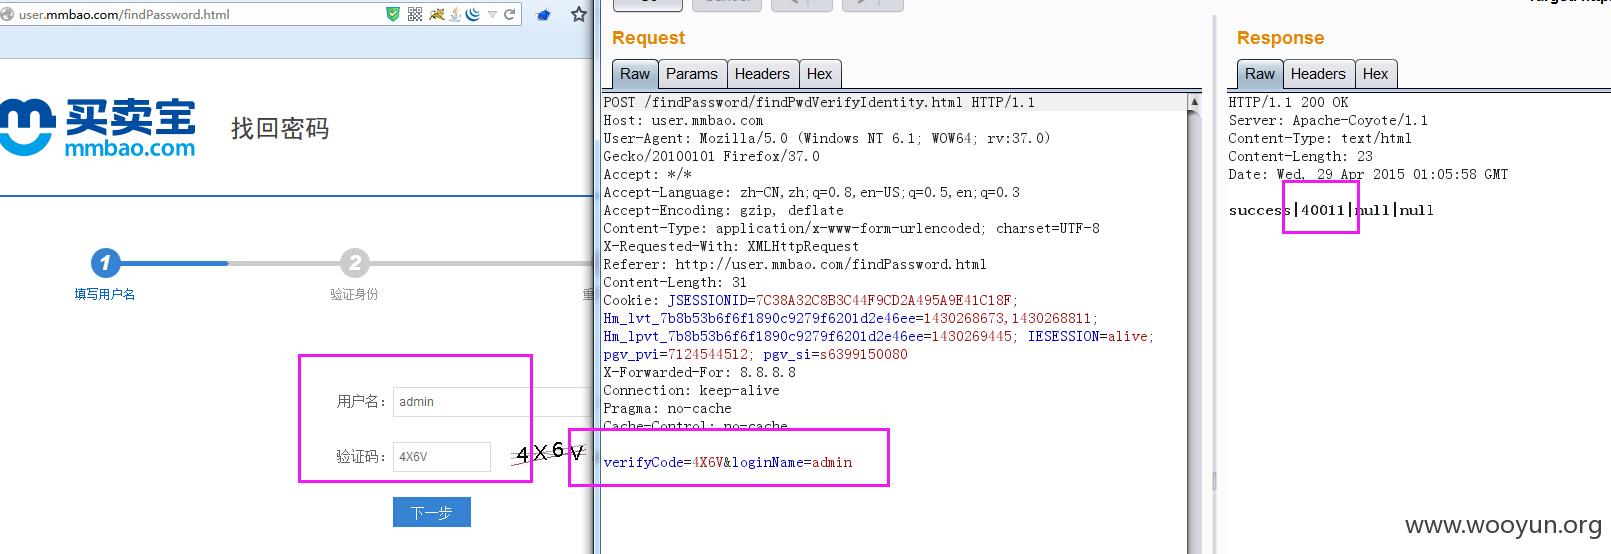 user.mmbao.com/findPassword.html
买卖宝
mmbao.com
找回密码
1
2
填写用户名
验证身份
用户名：
admin
验证码：
4X6V
4X6V
下一步
Request
Raw
Params
Headers
Hex
POST /findPassword/findPwdVerifyIdentity.html HTTP/1.1
Host: user.mmbao.com
User-Agent: Mozilla/5.0 (Windows NT 6.1; WOW64; rv:37.0)
Gecko/20100101 Firefox/37.0
Accept: */*
Accept-Language: zh-CN,zh;q=0.8,en-US;q=0.5,en;q=0.3
Accept-Encoding: gzip, deflate
Content-Type: application/x-www-form-urlencoded; charset=UTF-8
X-Requested-With: XMLHttpRequest
Referer: http://user.mmbao.com/findPassword.html
Content-Length: 31
Cookie: JSESSIONID=7C38A32C8B3C44F9CD2A495A9E41C18F;
Hm_lvt_7b8b53b6f6f1890c9279f6201d2e46ee=1430268673,1430268811;
Hm_lpvt_7b8b53b6f6f1890c9279f6201d2e46ee=1430269445; IESESSION=alive;
pgv_pvi=7124544512; pgv_si=s6399150080
X-Forwarded-For: 8.8.8.8
Connection: keep-alive
Pragma: no-cache
Cache-Control: no-cache
verifyCode=4X6V&loginName=admin
Response
Raw
Headers
Hex
HTTP/1.1 200 OK
Server: Apache-Coyote/1.1
Content-Type: text/html
Content-Length: 23
Date: Wed, 29 Apr 2015 01:05:58 GMT
success|40011|null|null
www.wooyun.org